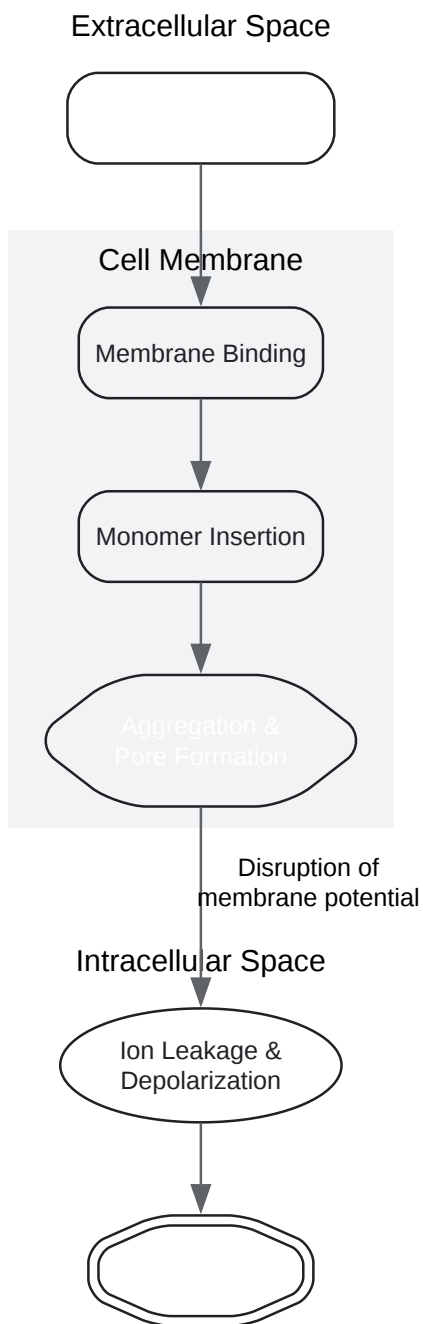 Extracellular Space
Cell Membrane
Membrane Binding
Monomer Insertion
Aggregation &
Pore Formation
Disruption of
membrane potential
Intracellular Space
Ion Leakage &
Depolarization